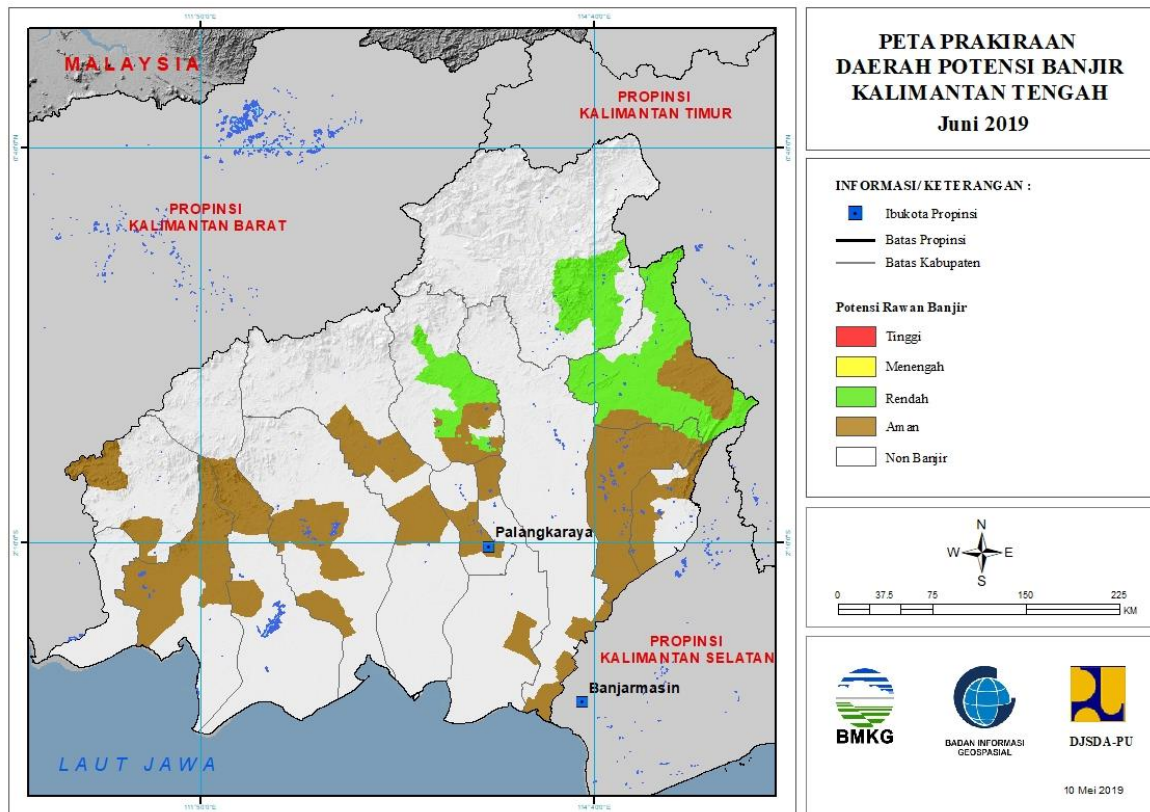 MALAYSIA
PROPINSI
KALIMANTAN TIMUR
PROPINSI
KALIMANTAN BARAT
Palangkaraya
PROPINSI
KALIMANTAN SELATAN
Banjarmasin
LAUT JAWA
PETA PRAKIRAAN
DAERAH POTENSI BANJIR
KALIMANTAN TENGAH
Juni 2019
INFORMASI/ KETERANGAN :
Ibukota Propinsi
Batas Propinsi
Batas Kabupaten
Potensi Rawan Banjir
Tinggi
Menengah
Rendah
Aman
Non Banjir
N
W E
S
0 37.5 75 150 225
KM
BMKG
BADAN INFORMASI
GEOSPASIAL
DJSDA-PU
10 Mei 2019